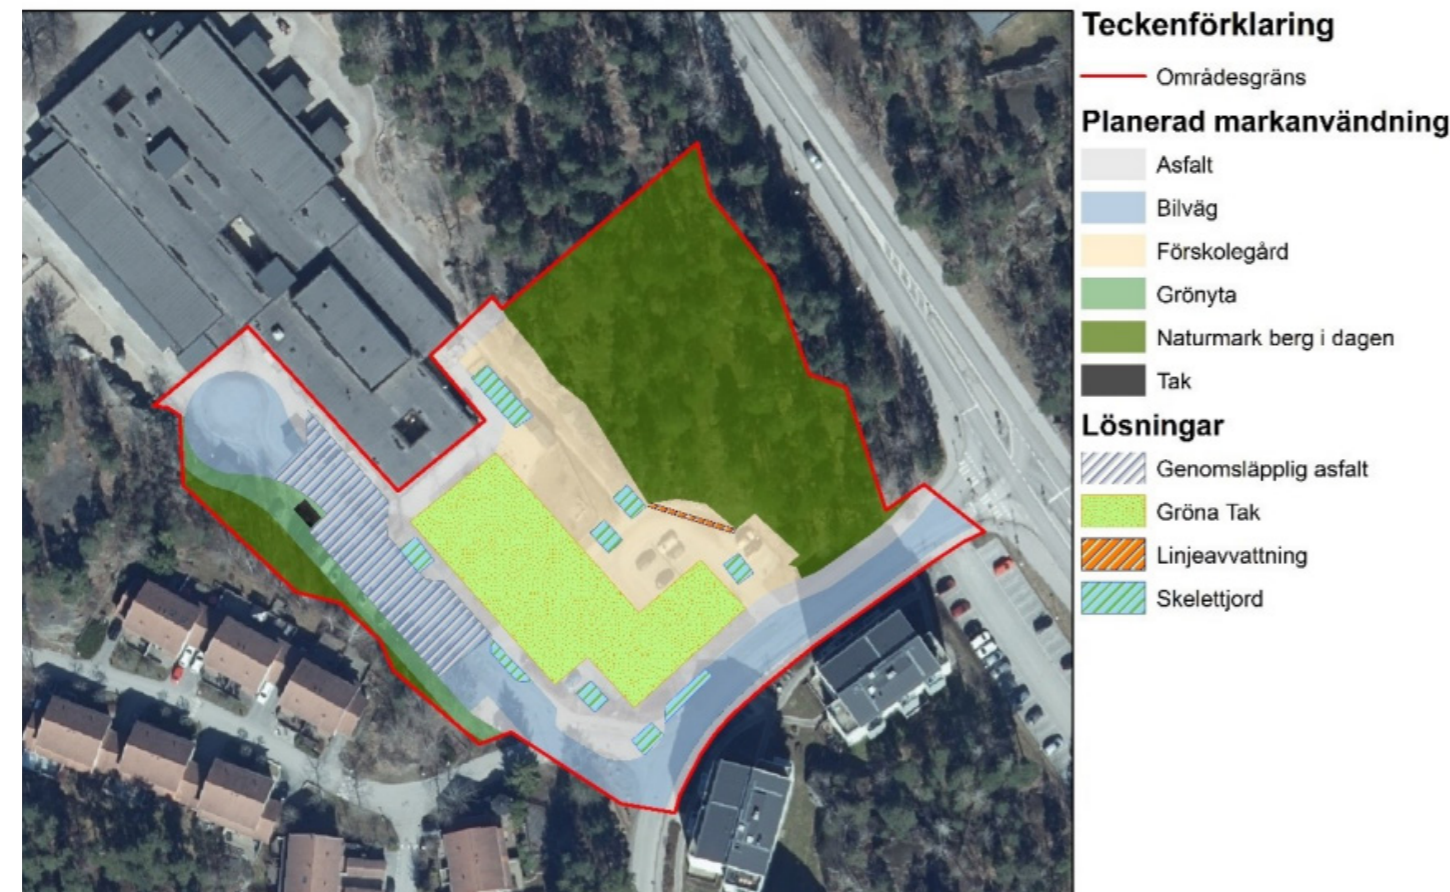 Teckenförklaring
Områdesgräns
Planerad markanvändning
Asfalt
Bilväg
Förskolegård
Grönyta
Naturmark berg i dagen
Tak
Lösningar
Genomsläpplig asfalt
Gröna Tak
Linjeavvattning
Skelettjord